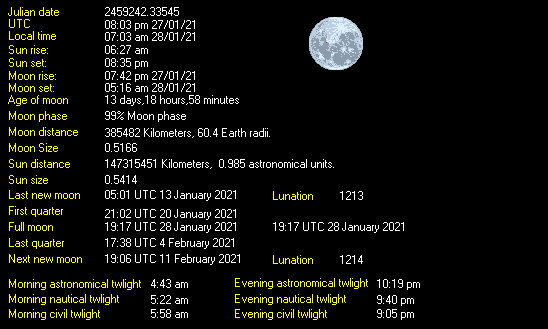 Julian date 2459242.33545
UTC 08:03 pm 27/01/21
Local time 07:03 am 28/01/21
Sun rise: 06:27 am
Sun set: 08:35 pm
Moon rise: 07:42 pm 27/01/21
Moon set: 05:16 am 28/01/21
Age of moon 13 days,18 hours,58 minutes
Moon phase 99% Moon phase
Moon distance 385482 Kilometers, 60.4 Earth radii.
Moon Size 0.5166
Sun distance 147315451 Kilometers, 0.985 astronomical units.
Sun size 0.5414
Last new moon 05:01 UTC 13 January 2021 Lunation 1213
First quarter 21:02 UTC 20 January 2021
Full moon 19:17 UTC 28 January 2021 19:17 UTC 28 January 2021
Last quarter 17:38 UTC 4 February 2021
Next new moon 19:06 UTC 11 February 2021 Lunation 1214
Morning astronomical twlight 4:43 am Evening astronomical twlight 10:19 pm
Morning nautical twlight 5:22 am Evening nautical twlight 9:40 pm
Morning civil twlight 5:58 am Evening civil twlight 9:05 pm